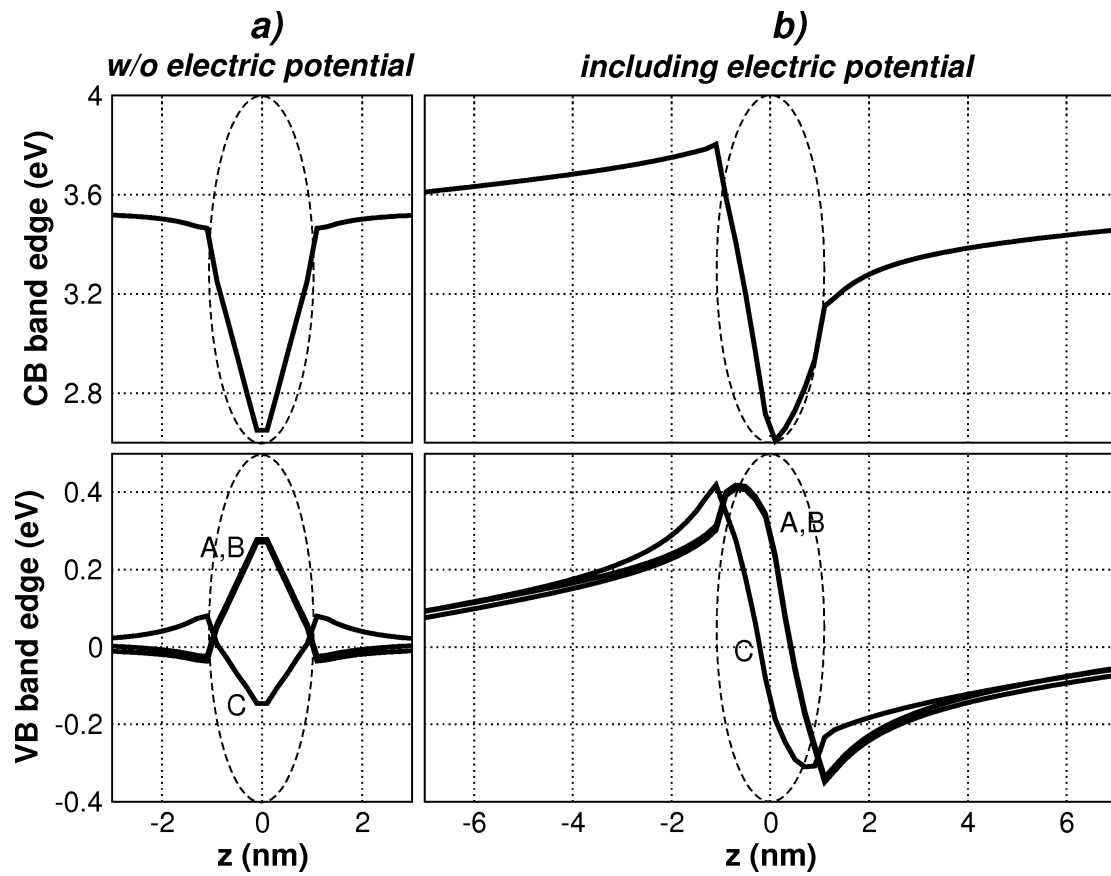 a)
b)
w/o electric potential
including electric potential
CB band edge (eV)
4
3.6
3.2
2.8
VB band edge (eV)
0.4
0.2
0
-0.2
-0.4
A,B
C
A,B
C
-2
0
2
-6
-4
-2
0
2
4
6
z (nm)
z (nm)